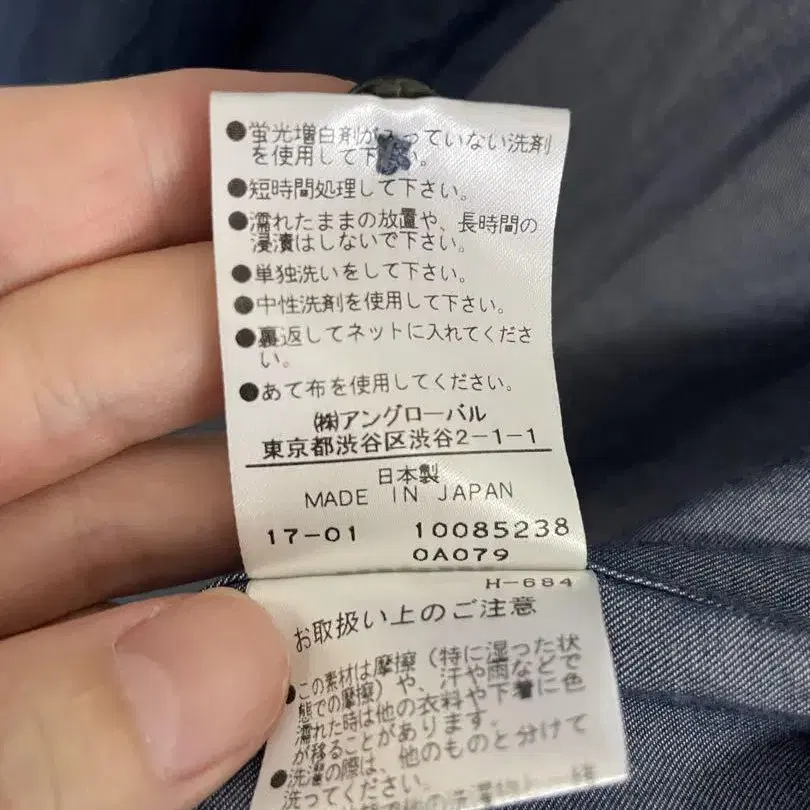 ●蛍光増白剤が入っていない洗剤
を使用して下さい。
●短時間処理して下さい。
●濡れたままの放置や、長時間の
浸漬はしないで下さい。
●単独洗いをして下さい。
●中性洗剤を使用して下さい。
●裏返してネットに入れてくださ
い。
●あて布を使用してください。
㈱アングローバル
東京都渋谷区渋谷2-1-1
日本製
MADE IN JAPAN
17-01 10085238
0A079
H-684
お取扱い上のご注意
●この素材は摩擦（特に湿った状
態での摩擦）や、汗や雨などで
濡れた時は他の衣料や下着に色
が移ることがあります。
●洗濯の際は、他のものと分けて
洗ってください。